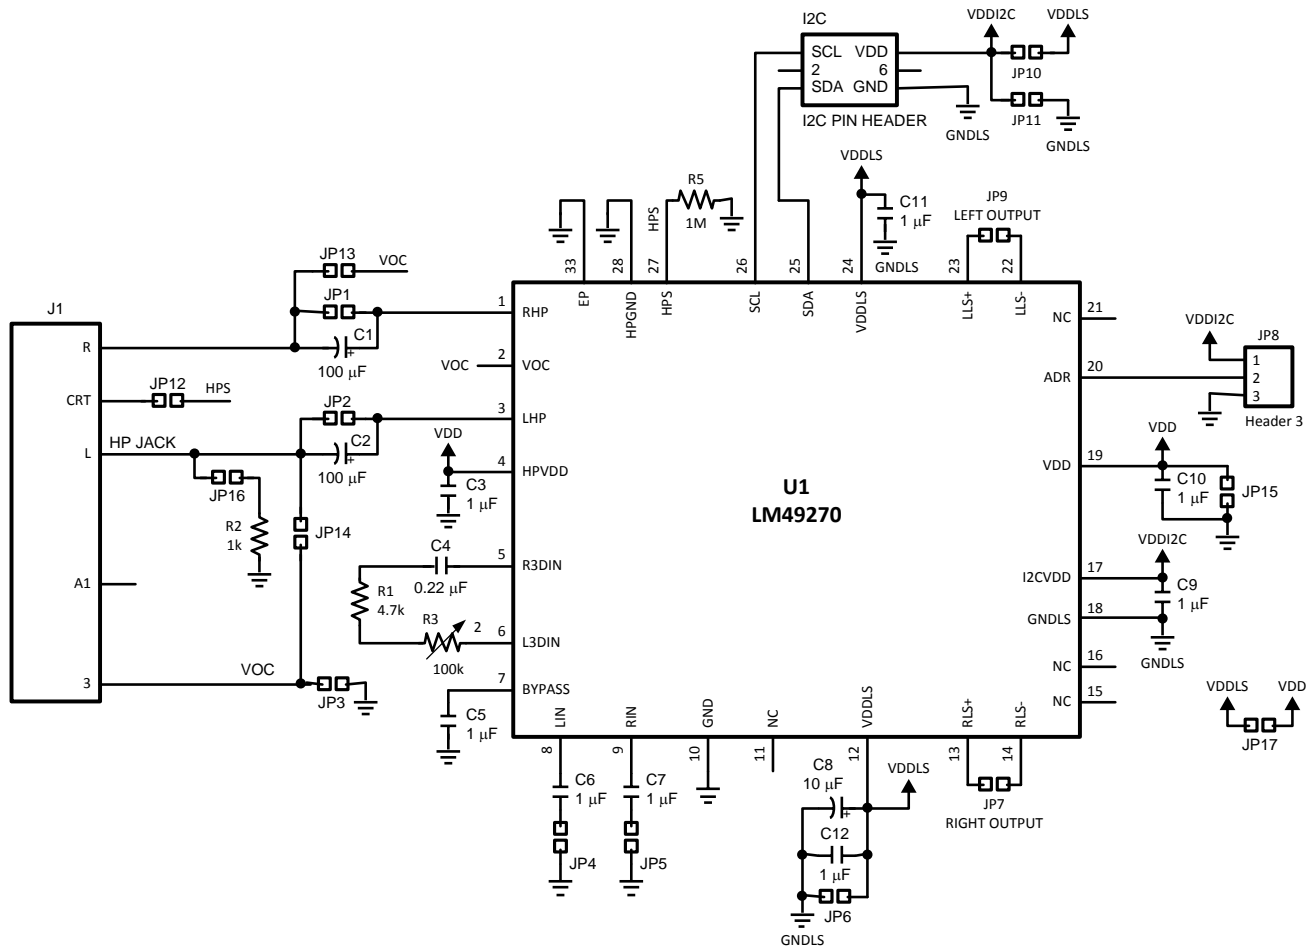 I2C
VDDI2C VDDLS
SCL VDD
2 6
SDA GND
I2C PIN HEADER
JP10
JP11
GNDLS
GNDLS
VDDLS
R5
1M
HPS
C11
1 µF
GNDLS
JP9
LEFT OUTPUT
33
28
27
26
25
24
23
22
EP
HPGND
HPS
SCL
SDA
VDDLS
LLS+
LLS-
JP13
VOC
JP1
C1
100 µF
J1
R
CRT
L
A1
3
JP12
HPS
HP JACK
JP2
C2
100 µF
JP16
R2
1k
JP14
VOC
JP3
VOC
VDD
C3
1 µF
C4
0.22 µF
R1
4.7k
R3
2
100k
C5
1 µF
1 RHP
2 VOC
3 LHP
4 HPVDD
5 R3DIN
6 L3DIN
7 BYPASS
U1
LM49270
NC 21
ADR 20
VDD 19
I2CVDD 17
GNDLS 18
NC 16
NC 15
VDDI2C
JP8
1
2
3
Header 3
VDD
C10
1 µF
JP15
VDDI2C
C9
1 µF
GNDLS
VDDLS VDD
JP17
LIN
RIN
GND
NC
VDDLS
RLS+
RLS-
8
9
10
11
12
13
14
C6
1 µF
JP4
C7
1 µF
JP5
C8
10 µF
VDDLS
C12
1 µF
JP6
GNDLS
JP7
RIGHT OUTPUT